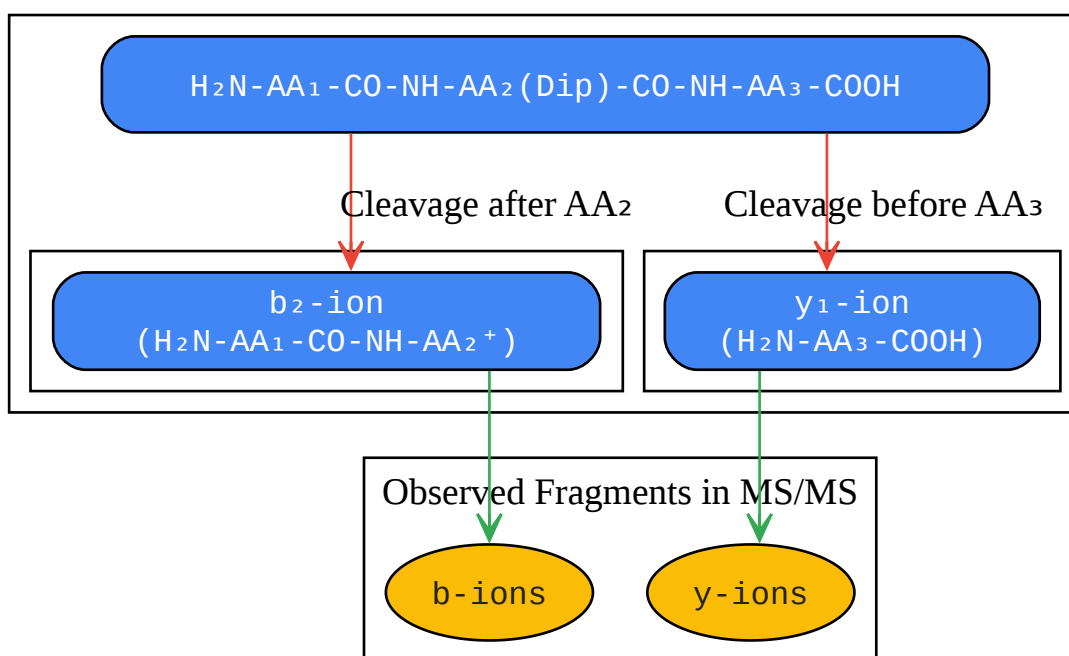 H₂N-AA₁-CO-NH-AA₂(Dip)-CO-NH-AA₃-COOH
Cleavage after AA₂
Cleavage before AA₃
b₂-ion
(H₂N-AA₁-CO-NH-AA₂⁺)
y₁-ion
(H₂N-AA₃-COOH)
Observed Fragments in MS/MS
b-ions
y-ions